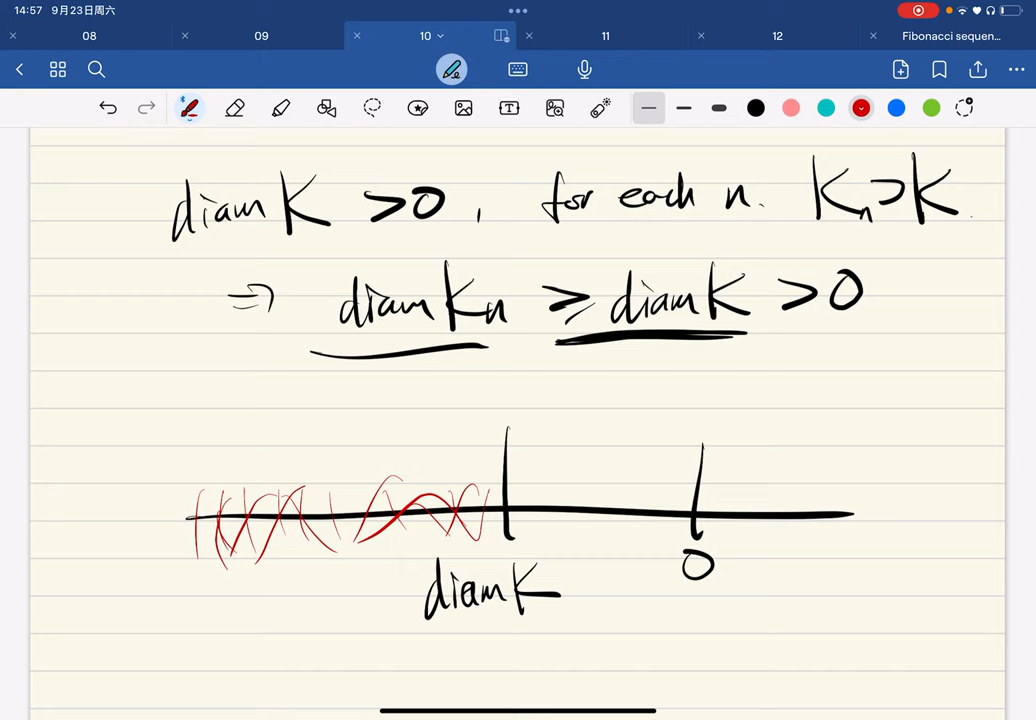 14:57 9月23日周六
08 09 10 11 12 Fibonacci sequen...
T
diam K > 0, for each n. Kₙ ⊃ K.
⇒ diam Kₙ ≥ diam K > 0
diam K 0